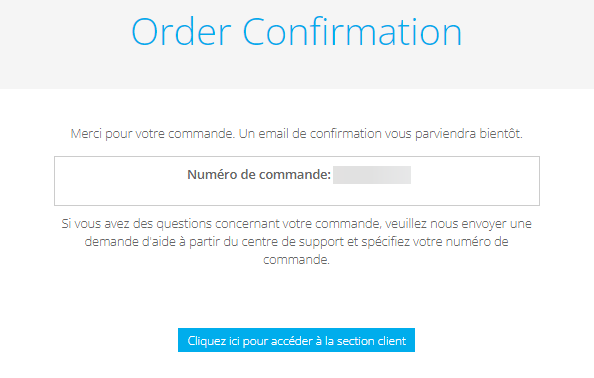 Order Confirmation
Merci pour votre commande. Un email de confirmation vous parviendra bientôt.
Numéro de commande:
Si vous avez des questions concernant votre commande, veuillez nous envoyer une
demande d'aide à partir du centre de support et spécifiez votre numéro de
commande.
Cliquez ici pour accéder à la section client